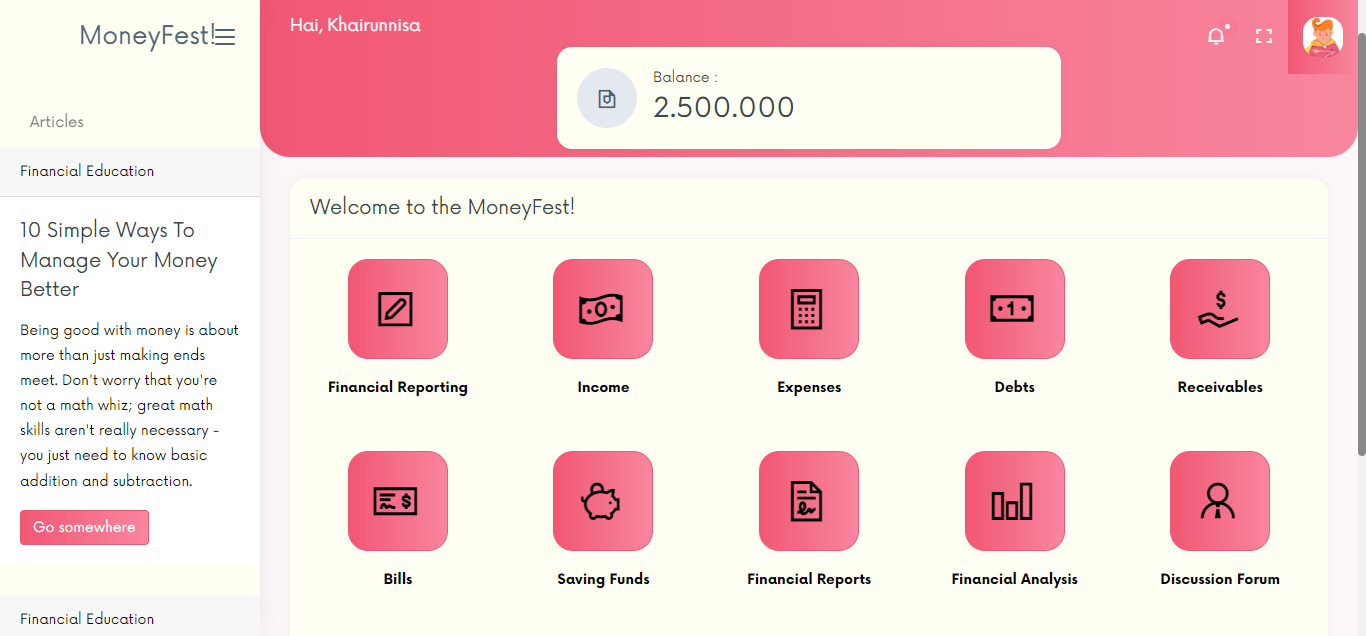 MoneyFest!
Articles
Financial Education
10 Simple Ways To
Manage Your Money
Better
Being good with money is about
more than just making ends
meet. Don't worry that you're
not a math whiz; great math
skills aren't really necessary -
you just need to know basic
addition and subtraction.
Go somewhere
Financial Education
Hai, Khairunnisa
Balance :
2.500.000
Welcome to the MoneyFest!
Financial Reporting
Income
Expenses
Debts
Receivables
Bills
Saving Funds
Financial Reports
Financial Analysis
Discussion Forum